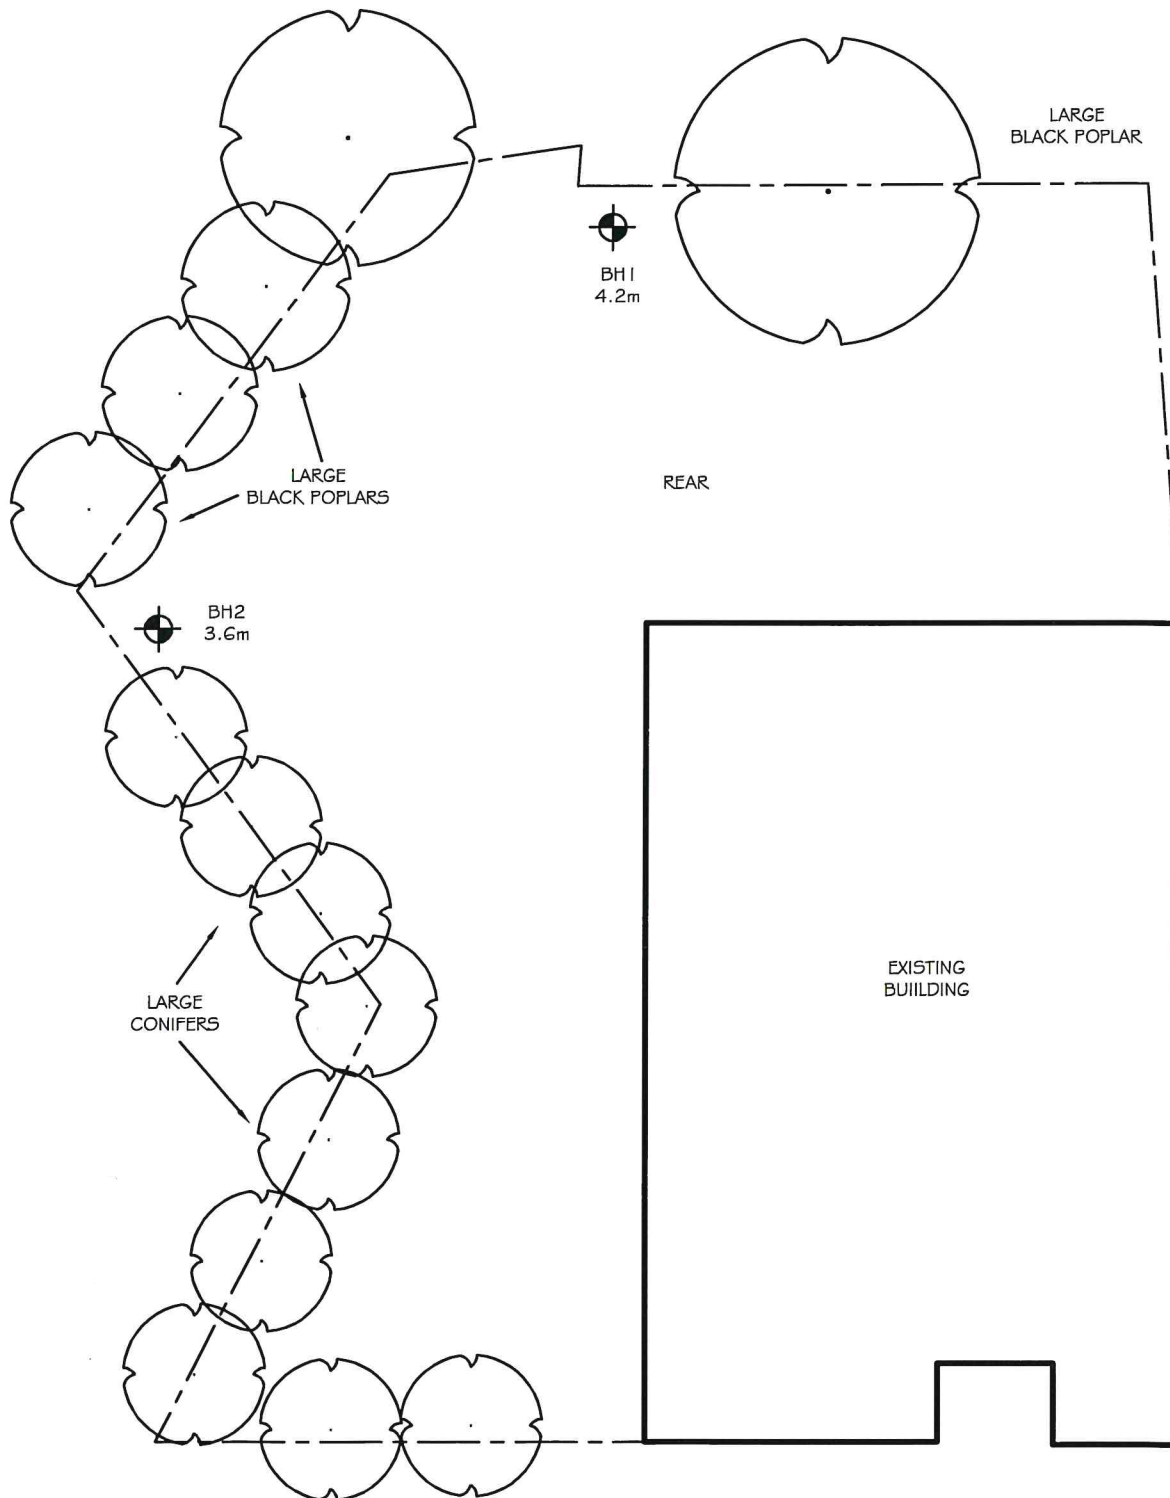 LARGE
BLACK POPLAR
BH1
4.2m
LARGE
BLACK POPLARS
REAR
BH2
3.6m
EXISTING
BUIILDING
LARGE
CONIFERS